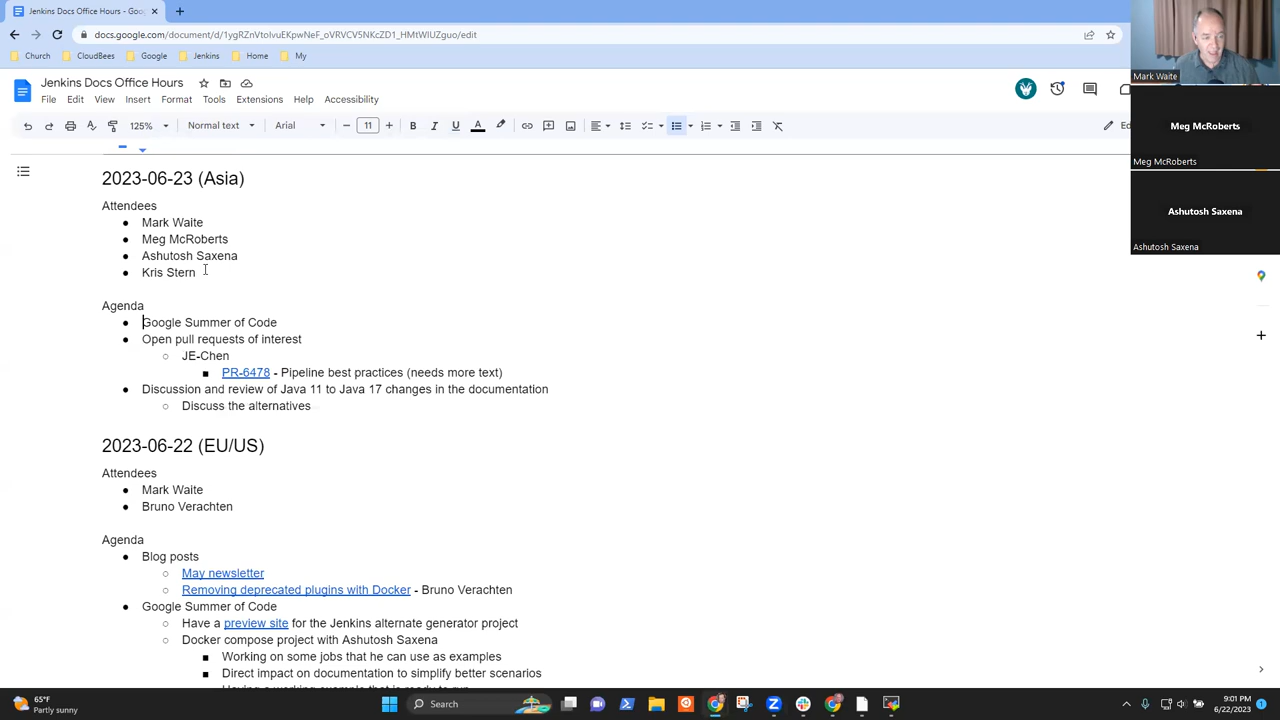 Jenkins Docs Office Hours - Goog
docs.google.com/document/d/1ygRZnVtoIvuEKpwNeF_oVRVCV5NKcZD1_HMtWlUZguo/edit
Church CloudBees Google Jenkins Home My
Jenkins Docs Office Hours
File Edit View Insert Format Tools Extensions Help Accessibility
125% Normal text Arial 11
2023-06-23 (Asia)
Attendees
● Mark Waite
● Meg McRoberts
● Ashutosh Saxena
● Kris Stern
Agenda
● Google Summer of Code
● Open pull requests of interest
○ JE-Chen
■ PR-6478 - Pipeline best practices (needs more text)
● Discussion and review of Java 11 to Java 17 changes in the documentation
○ Discuss the alternatives
2023-06-22 (EU/US)
Attendees
● Mark Waite
● Bruno Verachten
Agenda
● Blog posts
○ May newsletter
○ Removing deprecated plugins with Docker - Bruno Verachten
● Google Summer of Code
○ Have a preview site for the Jenkins alternate generator project
○ Docker compose project with Ashutosh Saxena
■ Working on some jobs that he can use as examples
■ Direct impact on documentation to simplify better scenarios
Mark Waite
Meg McRoberts
Meg McRoberts
Ashutosh Saxena
Ashutosh Saxena
65°F
Partly sunny
Search
9:01 PM
6/22/2023